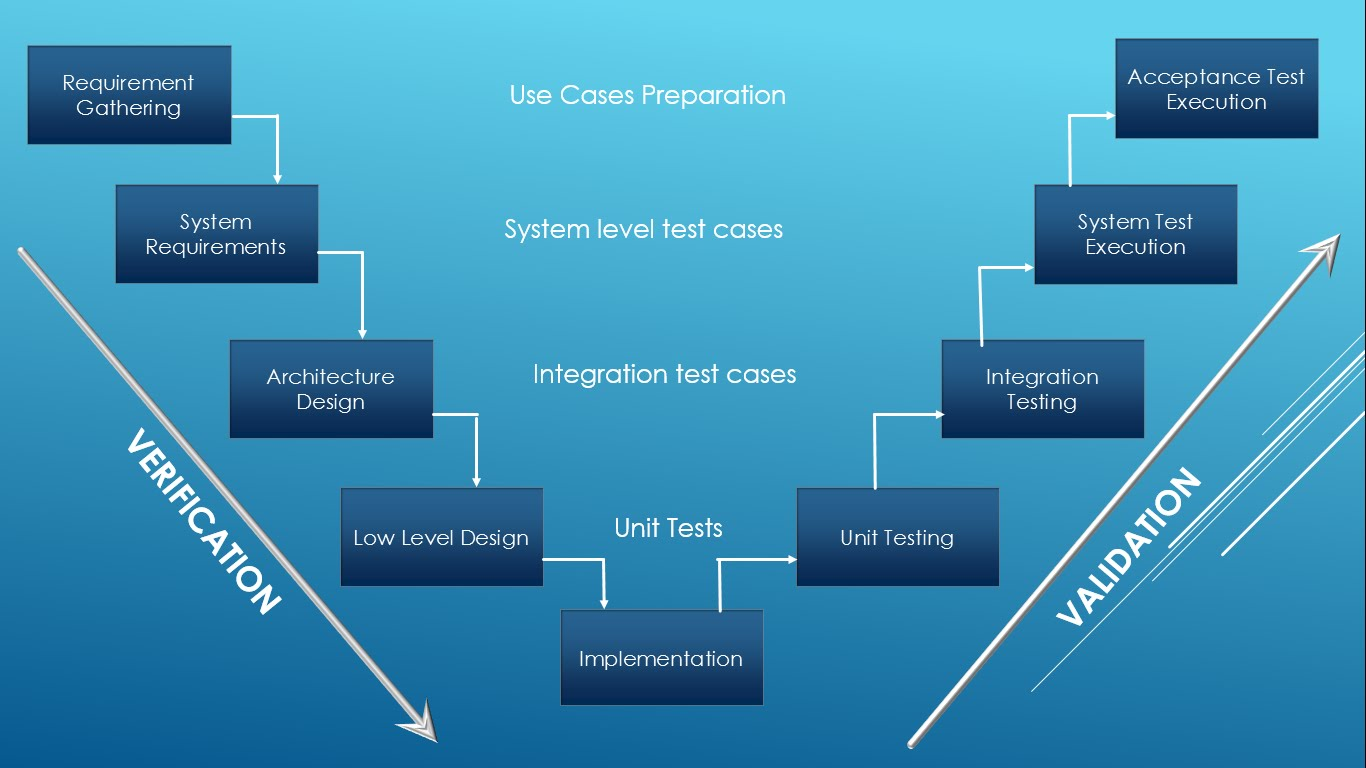 Requirement
Gathering
Use Cases Preparation
Acceptance Test
Execution
System
Requirements
System level test cases
System Test
Execution
Architecture
Design
Integration test cases
Integration
Testing
VERIFICATION
Low Level Design
Unit Tests
Unit Testing
VALIDATION
Implementation